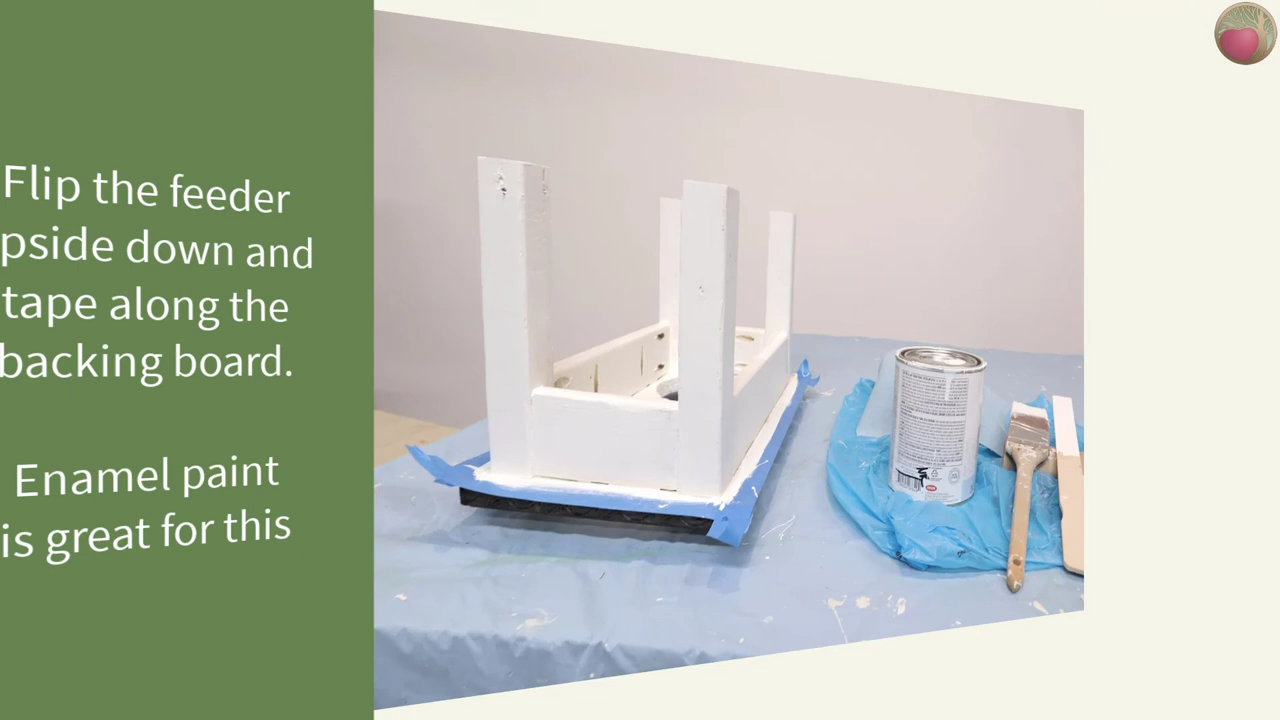 Flip the feeder
pside down and
tape along the
backing board.
Enamel paint
is great for this